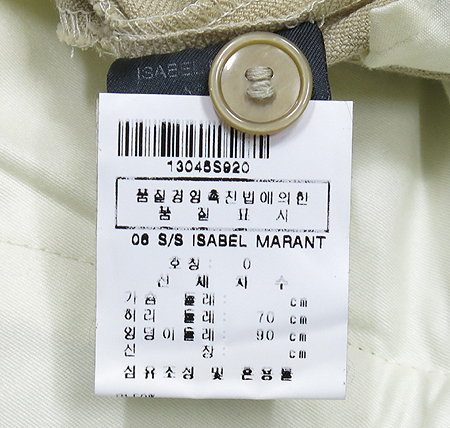 ISABEL
13045S920
품질경영촉진법에의한
품 질 표 시
06 S/S ISABEL MARANT
호칭 : 0
신 체 치 수
가슴 둘레 : cm
허리 둘레 : 70 cm
엉덩이둘레 : 90 cm
신 장 : cm
섬유조성 및 혼용률